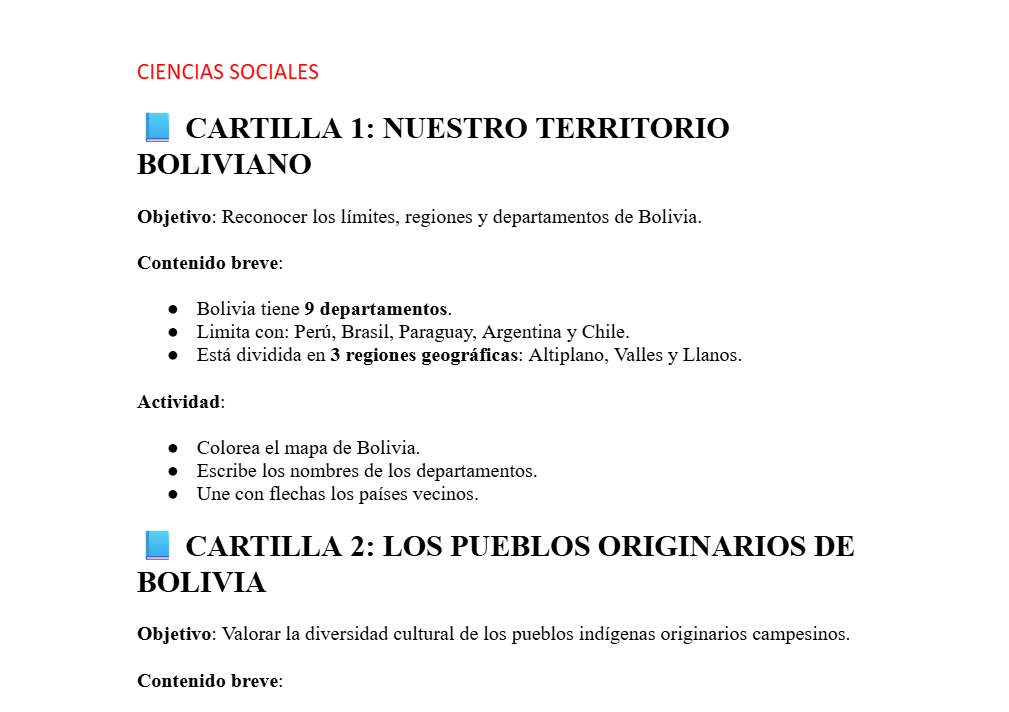 CIENCIAS SOCIALES
📘 CARTILLA 1: NUESTRO TERRITORIO
BOLIVIANO
Objetivo: Reconocer los límites, regiones y departamentos de Bolivia.
Contenido breve:
● Bolivia tiene 9 departamentos.
● Limita con: Perú, Brasil, Paraguay, Argentina y Chile.
● Está dividida en 3 regiones geográficas: Altiplano, Valles y Llanos.
Actividad:
● Colorea el mapa de Bolivia.
● Escribe los nombres de los departamentos.
● Une con flechas los países vecinos.
📘 CARTILLA 2: LOS PUEBLOS ORIGINARIOS DE
BOLIVIA
Objetivo: Valorar la diversidad cultural de los pueblos indígenas originarios campesinos.
Contenido breve: